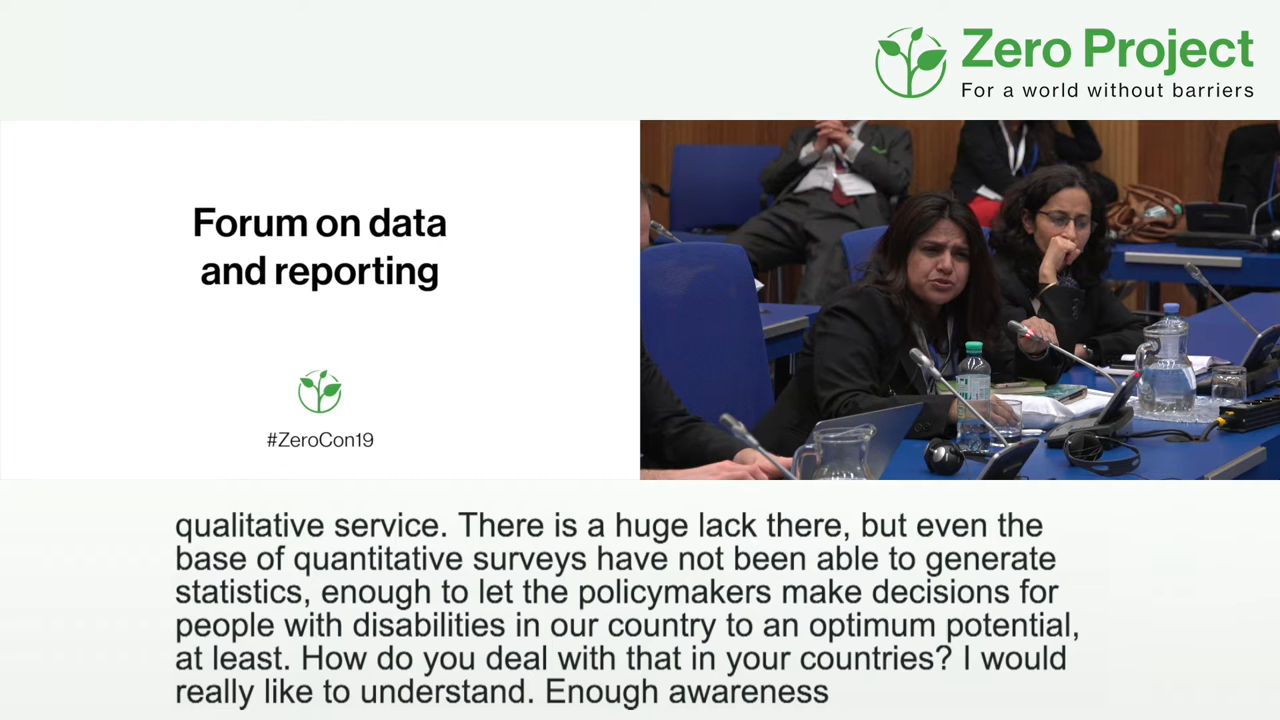 Zero Project
For a world without barriers
Forum on data
and reporting
#ZeroCon19
qualitative service. There is a huge lack there, but even the
base of quantitative surveys have not been able to generate
statistics, enough to let the policymakers make decisions for
people with disabilities in our country to an optimum potential,
at least. How do you deal with that in your countries? I would
really like to understand. Enough awareness